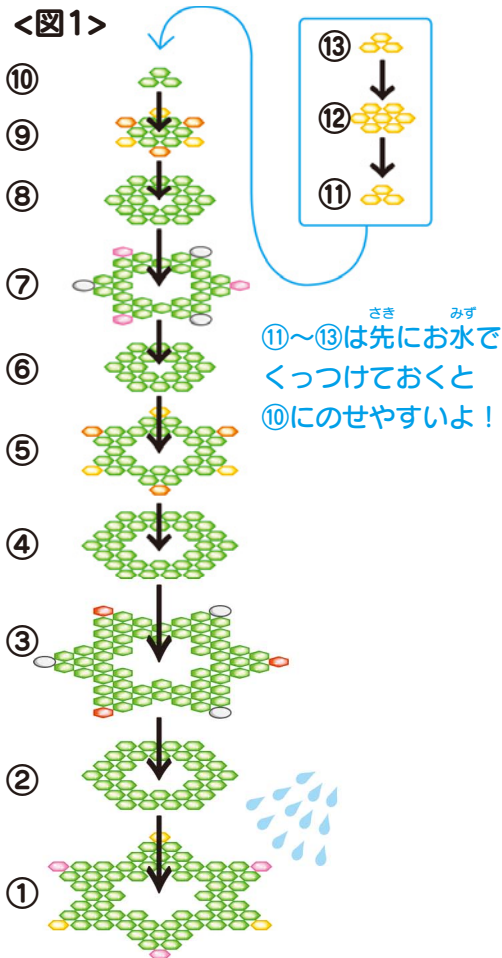 <図1>
⑩
⑨
⑧
⑦
⑥
⑤
④
③
②
①
⑬
⑫
⑪
⑪～⑬は先にお水で
さき みず
くっつけておくと
⑩にのせやすいよ！